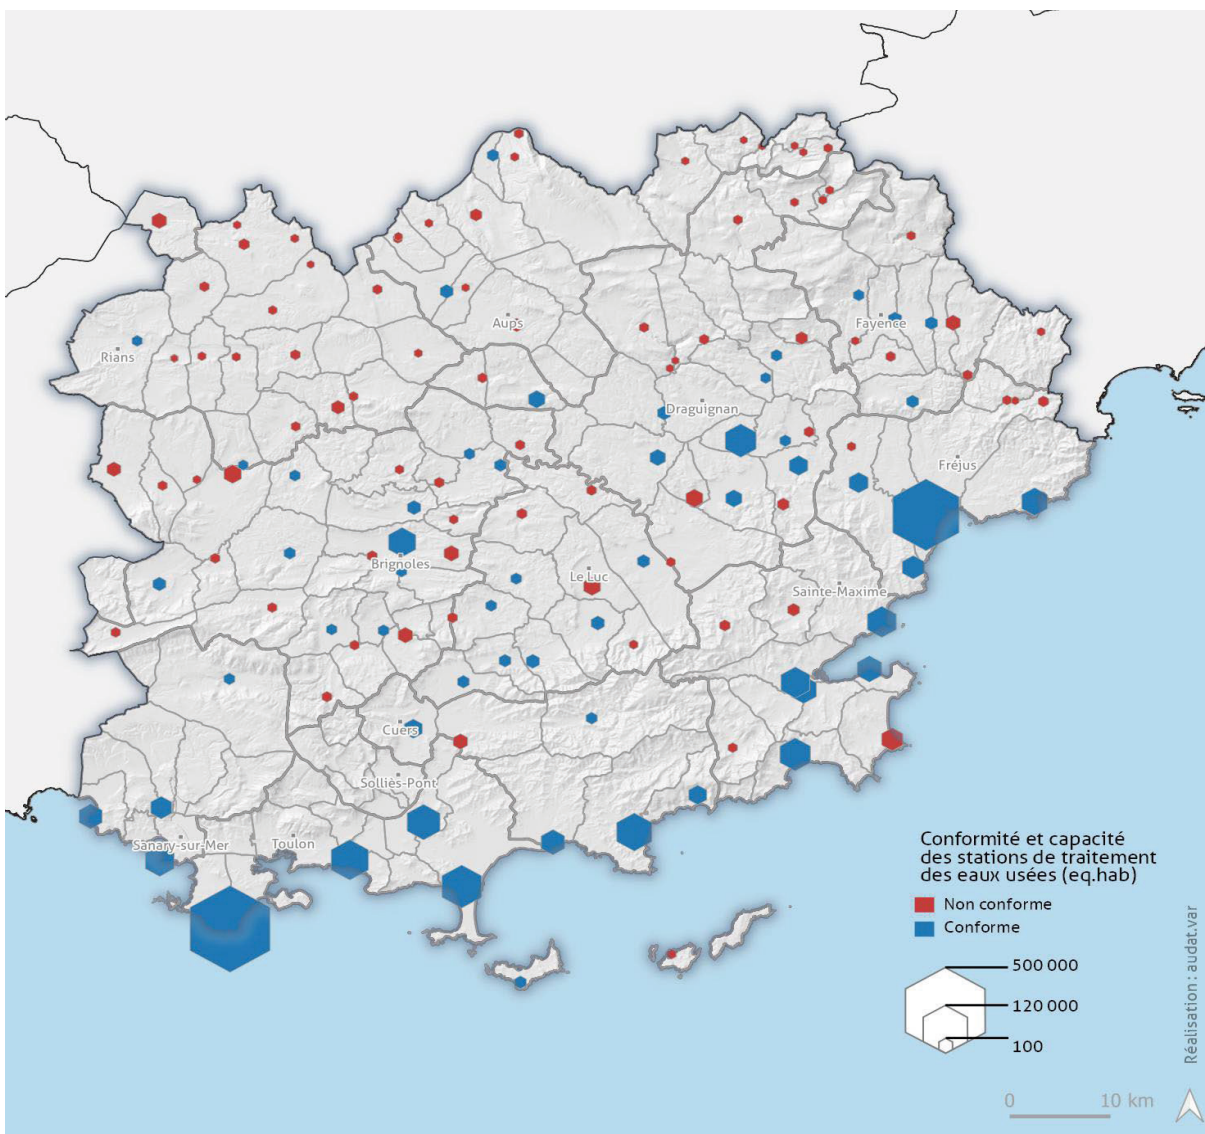 Aups
Rians
Fayence
Draguignan
Fréjus
Brignoles
Le Luc
Sainte-Maxime
Cuers
Solliès-Pont
Sanary-sur-Mer
Toulon
Conformité et capacité
des stations de traitement
des eaux usées (eq.hab)
Non conforme
Conforme
500 000
120 000
100
0
10 km
Réalisation : audat.var